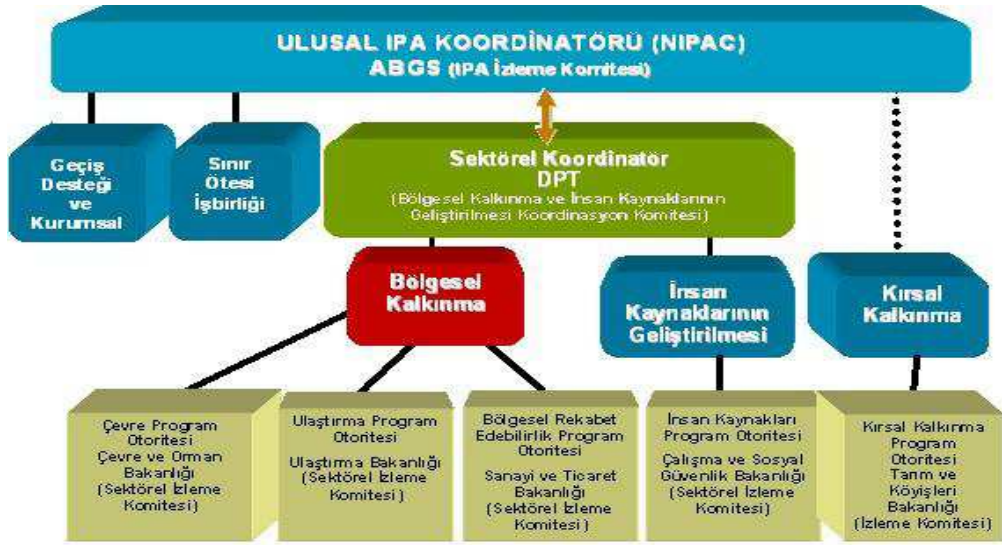 ULUSAL IPA KOORDİNATÖRÜ (NIPAC)
ABGS (IPA İzleme Komitesi)
Geçiş
Desteği
ve
Kurumsal
Sınır
Ötesi
İşbirliği
Sektörel Koordinatör
DPT
(Bölgesel Kalkınma ve İnsan Kaynaklarının
Geliştirilmesi Koordinasyon Komitesi)
Bölgesel
Kalkınma
İnsan
Kaynaklarının
Geliştirilmesi
Kırsal
Kalkınma
Çevre Program
Otoritesi
Çevre ve Orman
Bakanlığı
(Sektörel İzleme
Komitesi)
Ulaştırma Program
Otoritesi
Ulaştırma Bakanlığı
(Sektörel İzleme
Komitesi)
Bölgesel Rekabet
Edebilirlik Program
Otoritesi
Sanayi ve Ticaret
Bakanlığı
(Sektörel İzleme
Komitesi)
İnsan Kaynakları
Program Otoritesi
Çalışma ve Sosyal
Güvenlik Bakanlığı
(Sektörel İzleme
Komitesi)
Kırsal Kalkınma
Program
Otoritesi
Tarım ve
Köyişleri
Bakanlığı
(İzleme Komitesi)